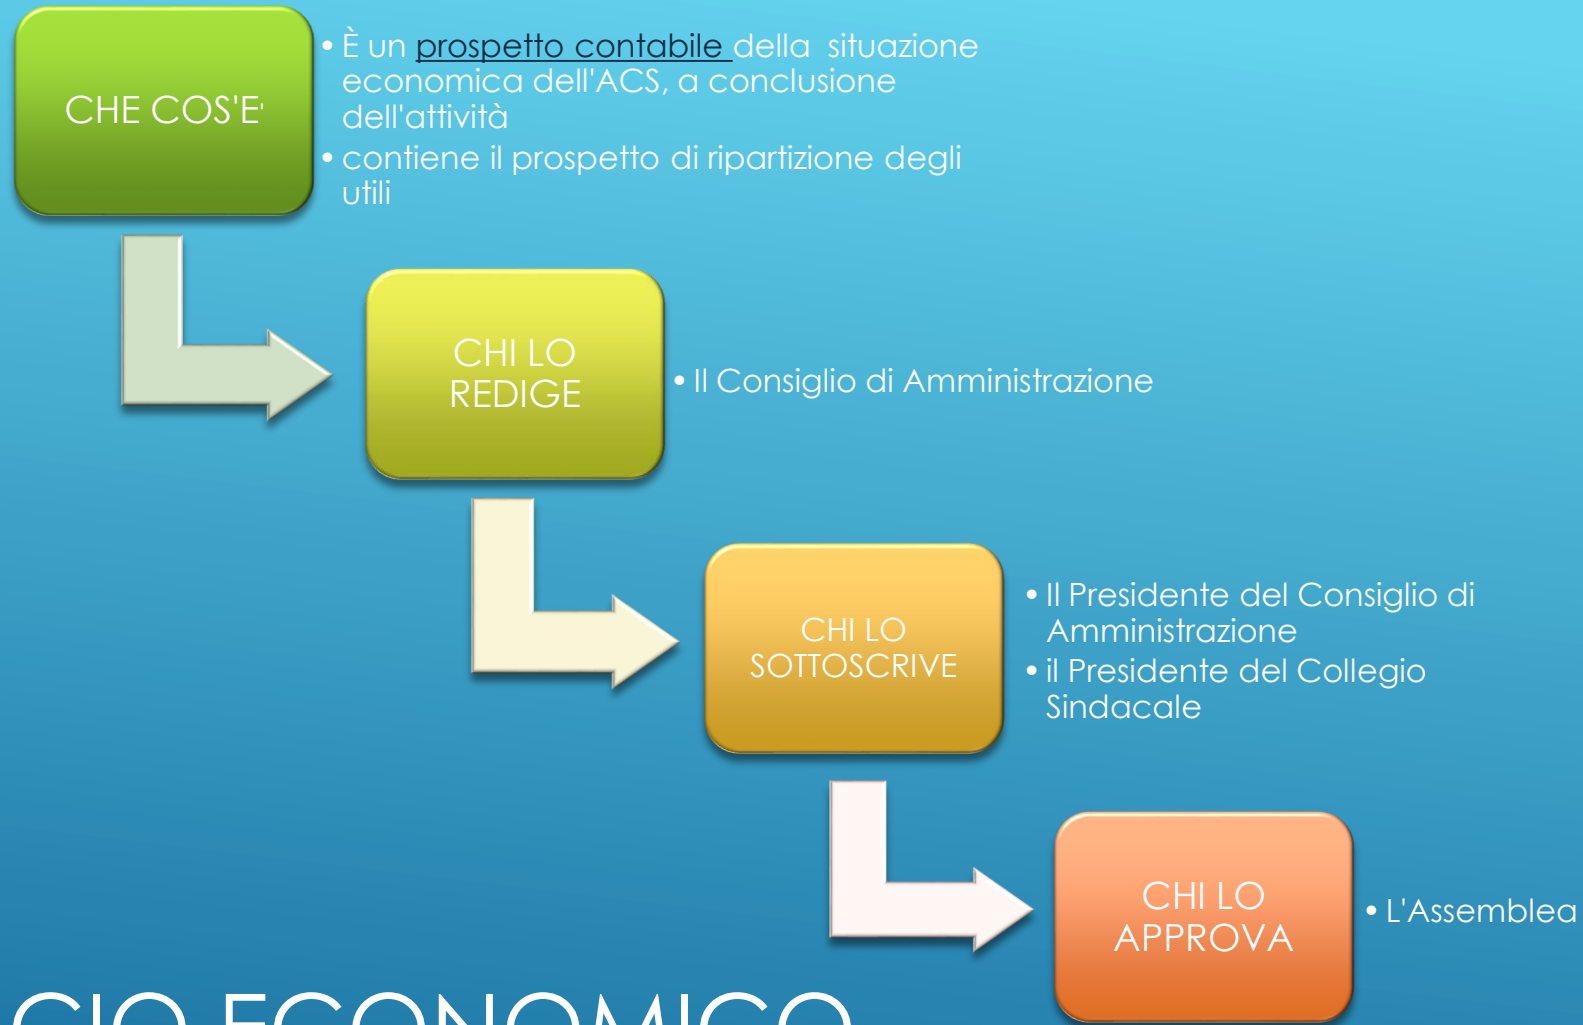 CHE COS'E'
• È un prospetto contabile della situazione
economica dell'ACS, a conclusione
dell'attività
• contiene il prospetto di ripartizione degli
utili
CHI LO
REDIGE
• Il Consiglio di Amministrazione
CHI LO
SOTTOSCRIVE
• Il Presidente del Consiglio di
Amministrazione
• il Presidente del Collegio
Sindacale
CHI LO
APPROVA
• L'Assemblea
CIO ECONOMICO